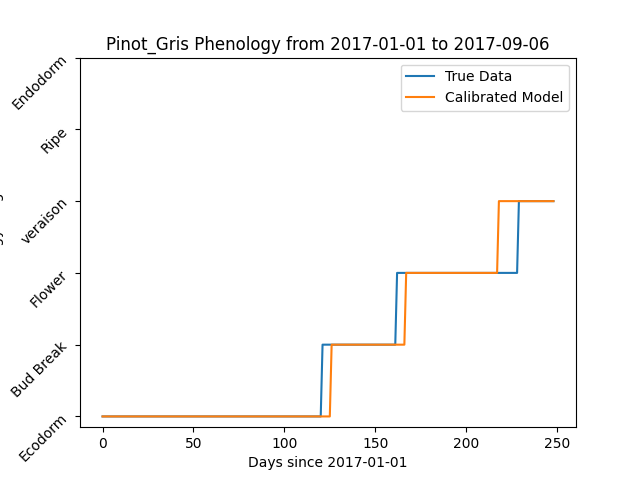 Pinot_Gris Phenology from 2017-01-01 to 2017-09-06
True Data
Calibrated Model
Endodorm
Ripe
veraison
Flower
Bud Break
Ecodorm
0 50 100 150 200 250
Days since 2017-01-01